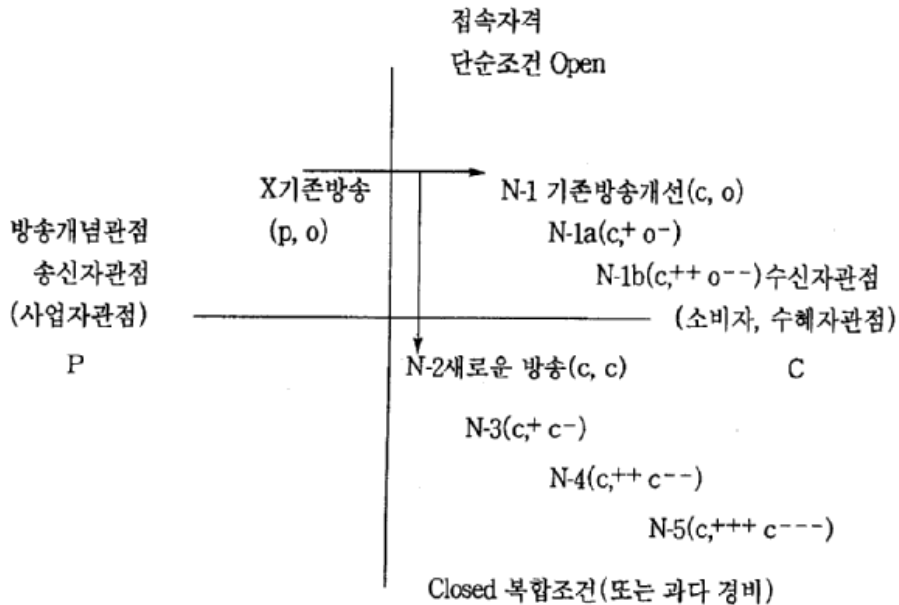 접속자격
단순조건 Open
X기존방송
(p, o)
N-1 기존방송개선(c, o)
N-1a(c,+ o-)
N-1b(c,++ o--)수신자관점
(소비자, 수혜자관점)
C
방송개념관점
송신자관점
(사업자관점)
P
N-2새로운 방송(c, c)
N-3(c,+ c-)
N-4(c,++ c--)
N-5(c,+++ c---)
Closed 복합조건(또는 과다 경비)